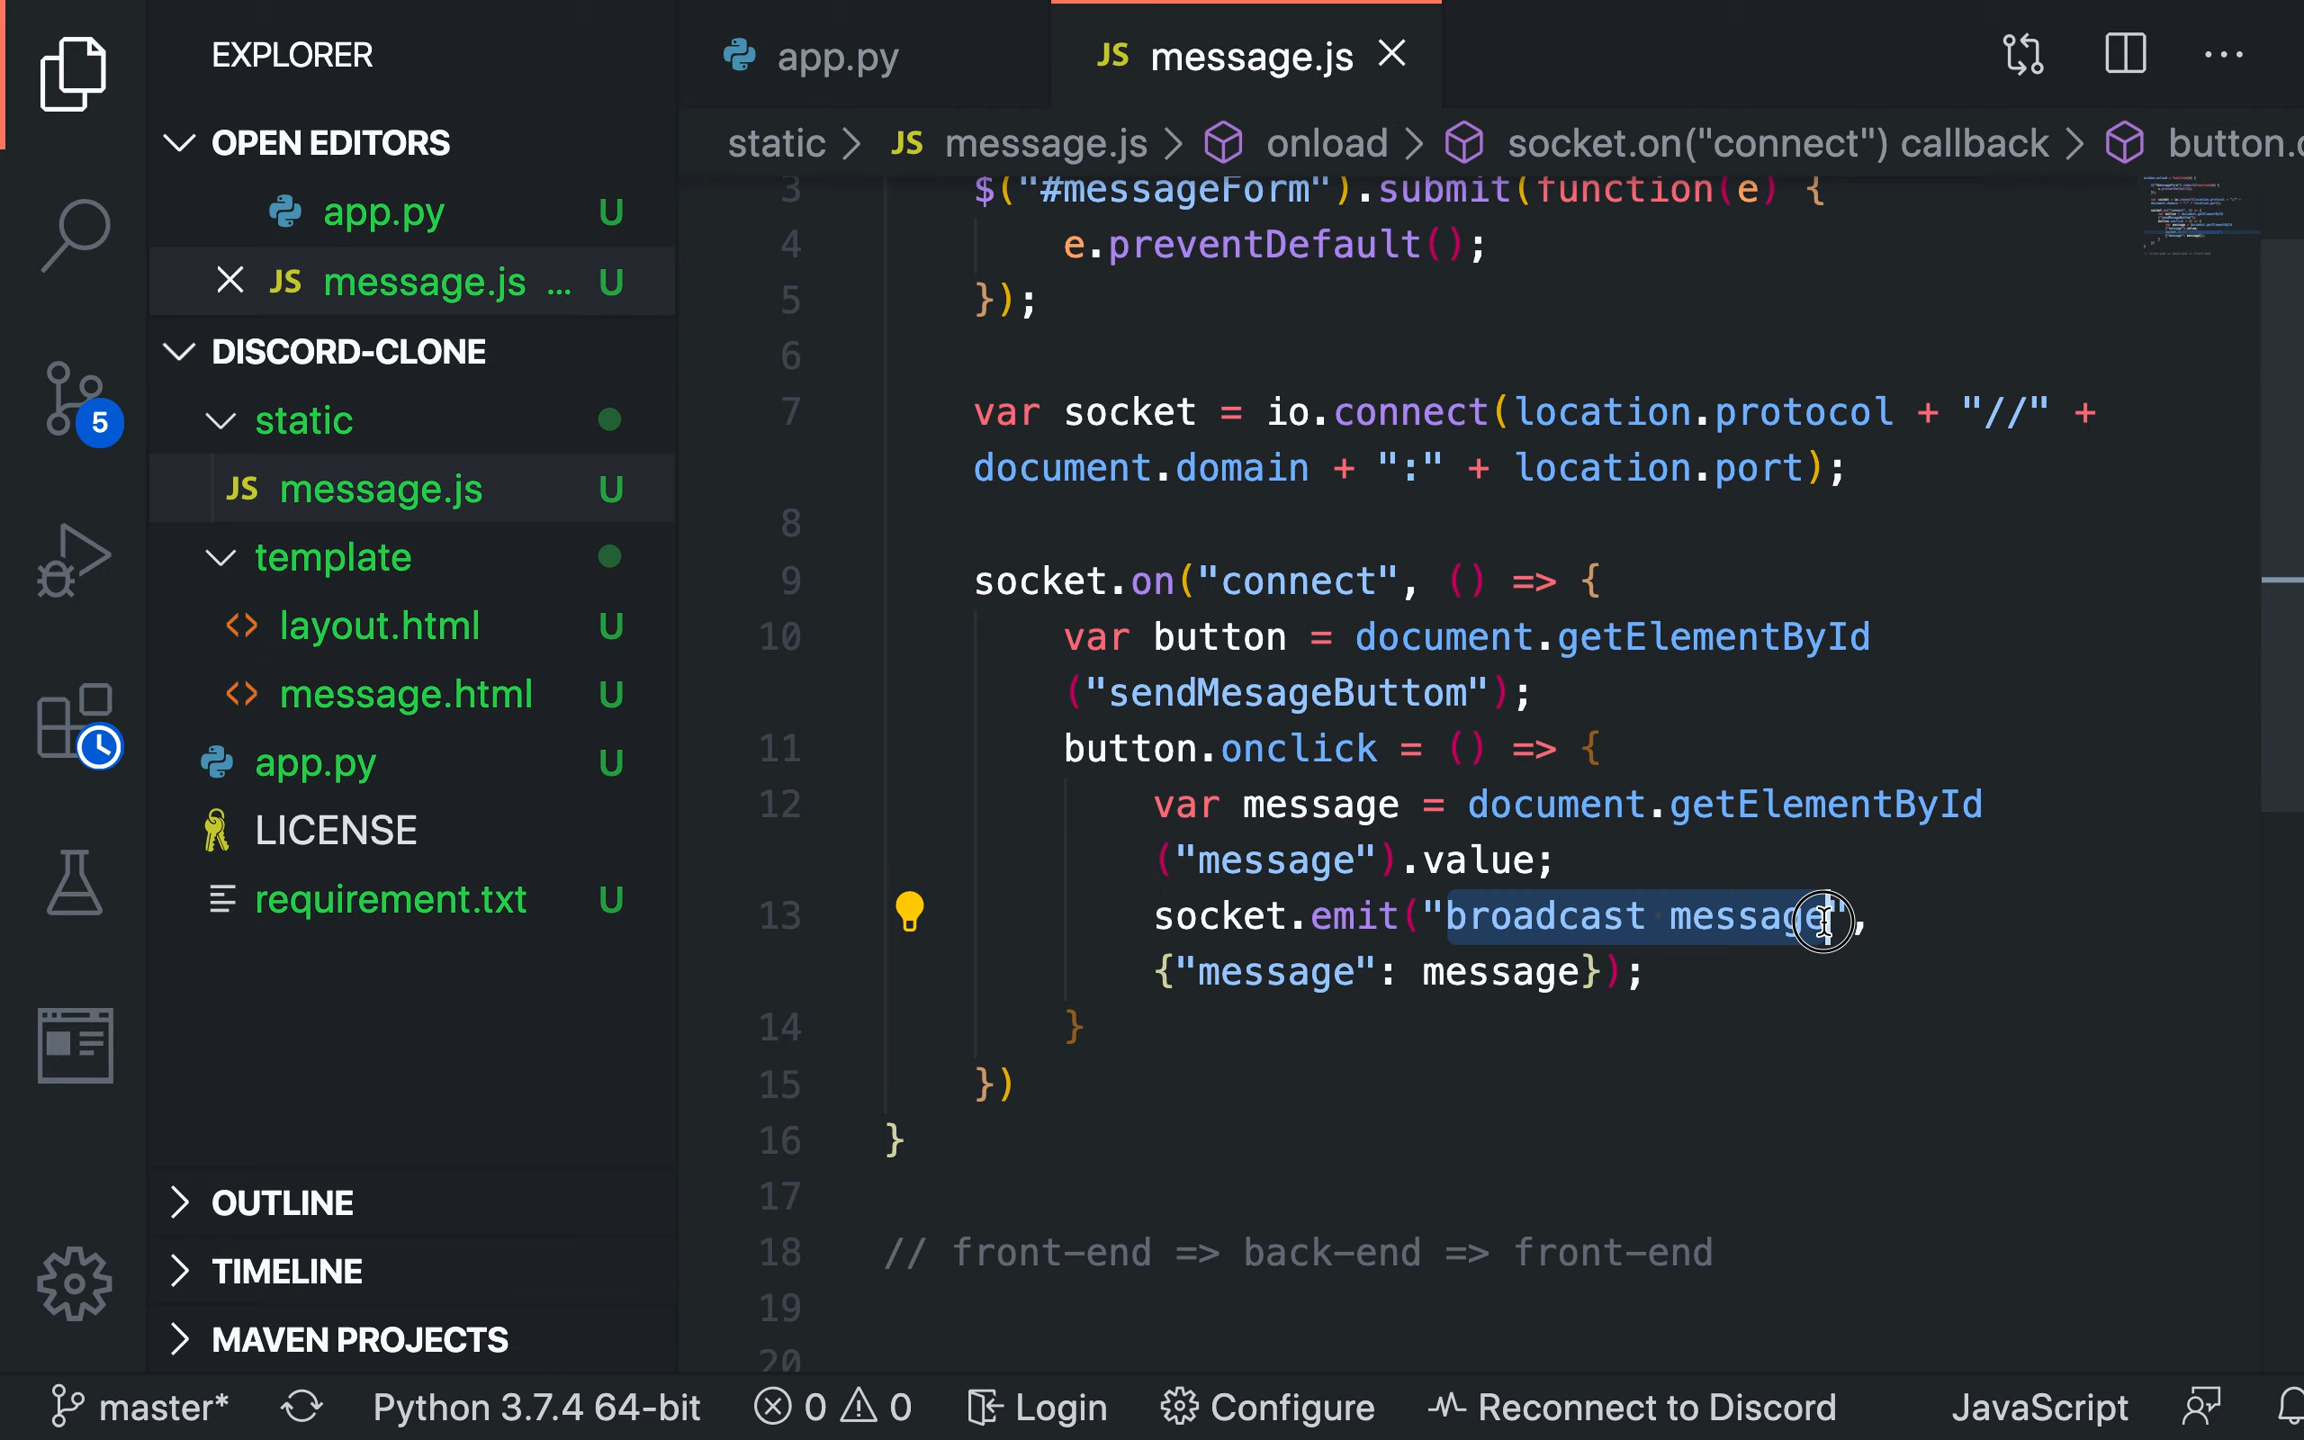 EXPLORER
OPEN EDITORS
app.py U
JS message.js ... U
DISCORD-CLONE
static
JS message.js U
template
<> layout.html U
<> message.html U
app.py U
LICENSE
requirement.txt U
OUTLINE
TIMELINE
MAVEN PROJECTS
5
app.py
JS message.js
static > JS message.js > onload > socket.on("connect") callback > button.
3 $("#messageForm").submit(function(e) {
4 e.preventDefault();
5 });
6
7 var socket = io.connect(location.protocol + "//" +
document.domain + ":" + location.port);
8
9 socket.on("connect", () => {
10 var button = document.getElementById
("sendMesageButtom");
11 button.onclick = () => {
12 var message = document.getElementById
("message").value;
13 socket.emit("broadcast message",
{"message": message});
14 }
15 })
16 }
17
18 // front-end => back-end => front-end
19
20
master* Python 3.7.4 64-bit 0 0 Login Configure Reconnect to Discord JavaScript